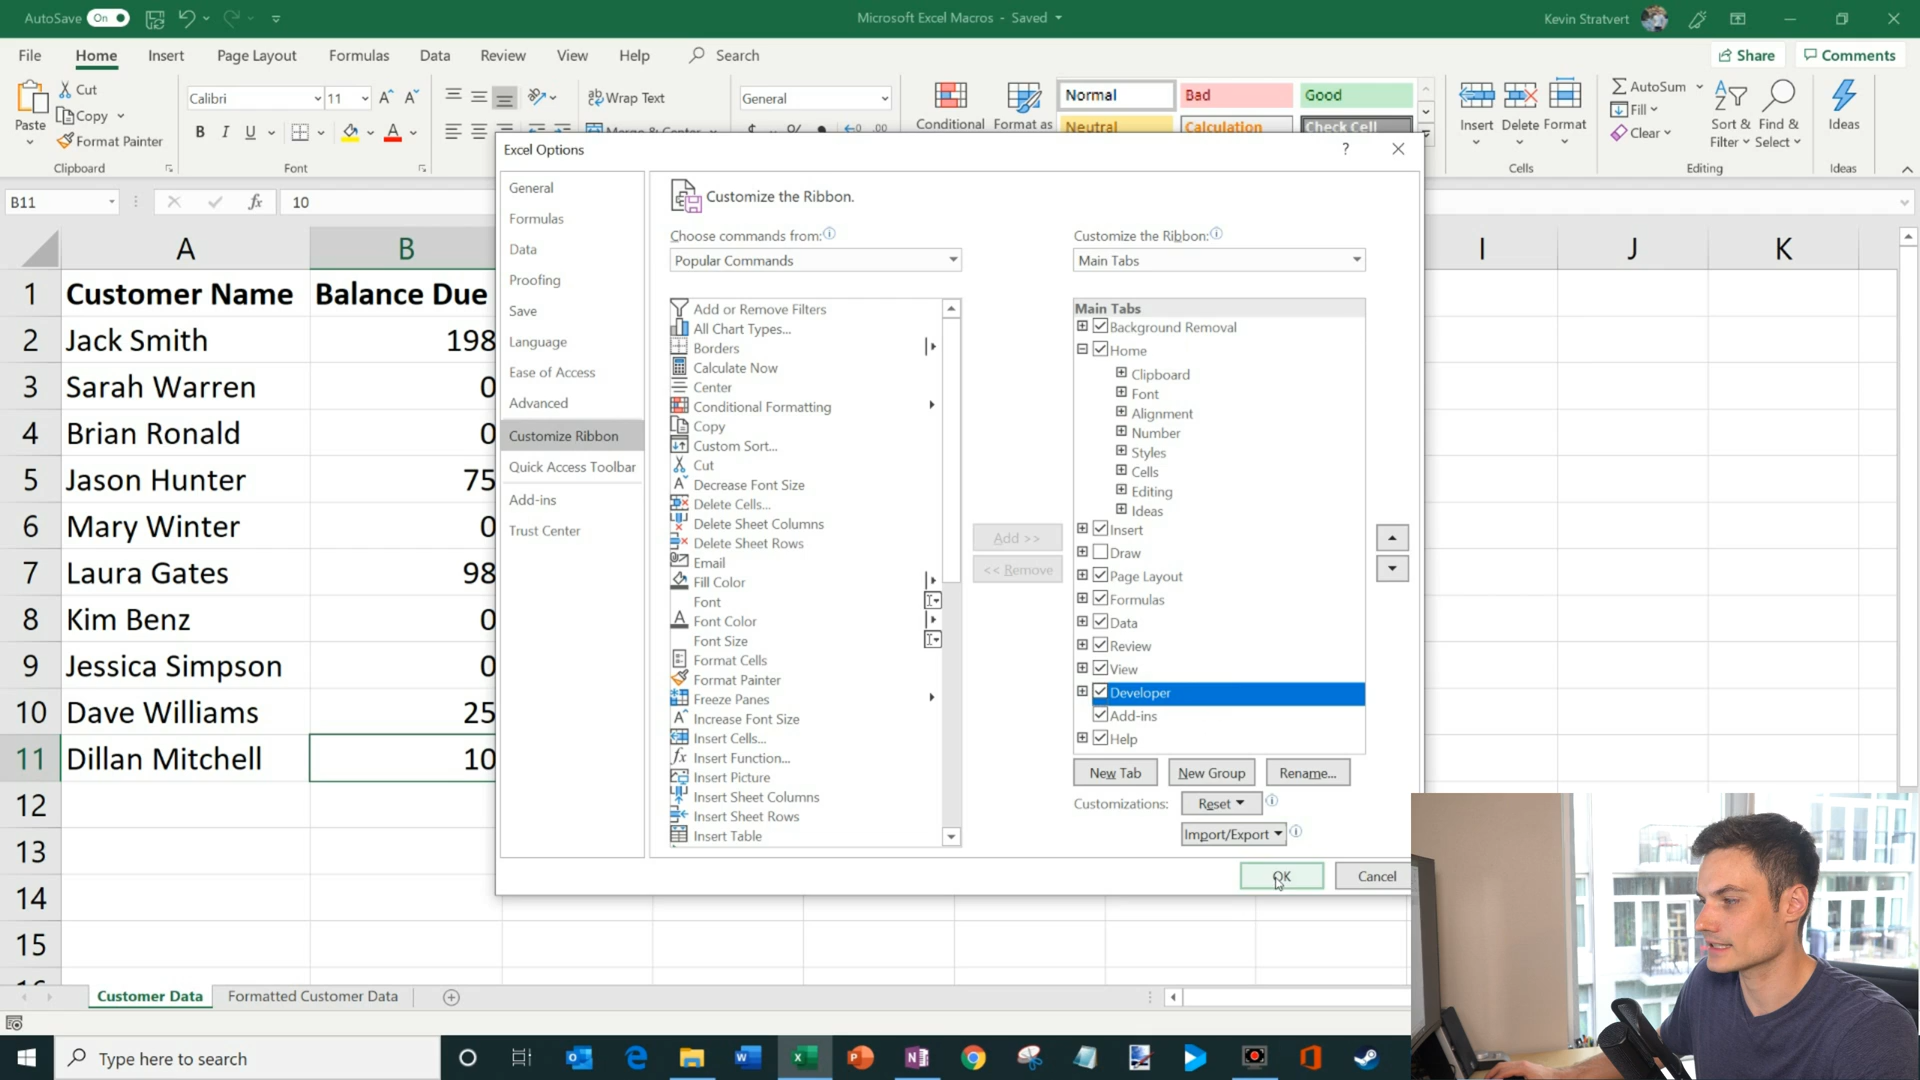 AutoSave On
Microsoft Excel Macros - Saved
Kevin Stratvert
File Home Insert Page Layout Formulas Data Review View Help Search
Share Comments
Paste
Cut
Copy
Format Painter
Clipboard
Calibri 11
B I U
Font
Wrap Text
General
Conditional
Format as
Normal Bad Good
Neutral Calculation Check Cell
Insert Delete Format
Cells
AutoSum
Fill
Clear
Sort & Filter
Find & Select
Editing
Ideas
Ideas
B11
fx 10
A B I J K
1 Customer Name Balance Due
2 Jack Smith 198
3 Sarah Warren 0
4 Brian Ronald 0
5 Jason Hunter 75
6 Mary Winter 0
7 Laura Gates 98
8 Kim Benz 0
9 Jessica Simpson 0
10 Dave Williams 25
11 Dillan Mitchell 10
12
13
14
15
Excel Options
General
Formulas
Data
Proofing
Save
Language
Ease of Access
Advanced
Customize Ribbon
Quick Access Toolbar
Add-ins
Trust Center
Customize the Ribbon.
Choose commands from:
Popular Commands
Add or Remove Filters
All Chart Types...
Borders
Calculate Now
Center
Conditional Formatting
Copy
Custom Sort...
Cut
Decrease Font Size
Delete Cells...
Delete Sheet Columns
Delete Sheet Rows
Email
Fill Color
Font
Font Color
Font Size
Format Cells
Format Painter
Freeze Panes
Increase Font Size
Insert Cells...
Insert Function...
Insert Picture
Insert Sheet Columns
Insert Sheet Rows
Insert Table
Add >>
<< Remove
Customize the Ribbon:
Main Tabs
Main Tabs
Background Removal
Home
Clipboard
Font
Alignment
Number
Styles
Cells
Editing
Ideas
Insert
Draw
Page Layout
Formulas
Data
Review
View
Developer
Add-ins
Help
New Tab New Group Rename...
Customizations: Reset
Import/Export
OK Cancel
Customer Data Formatted Customer Data
Type here to search